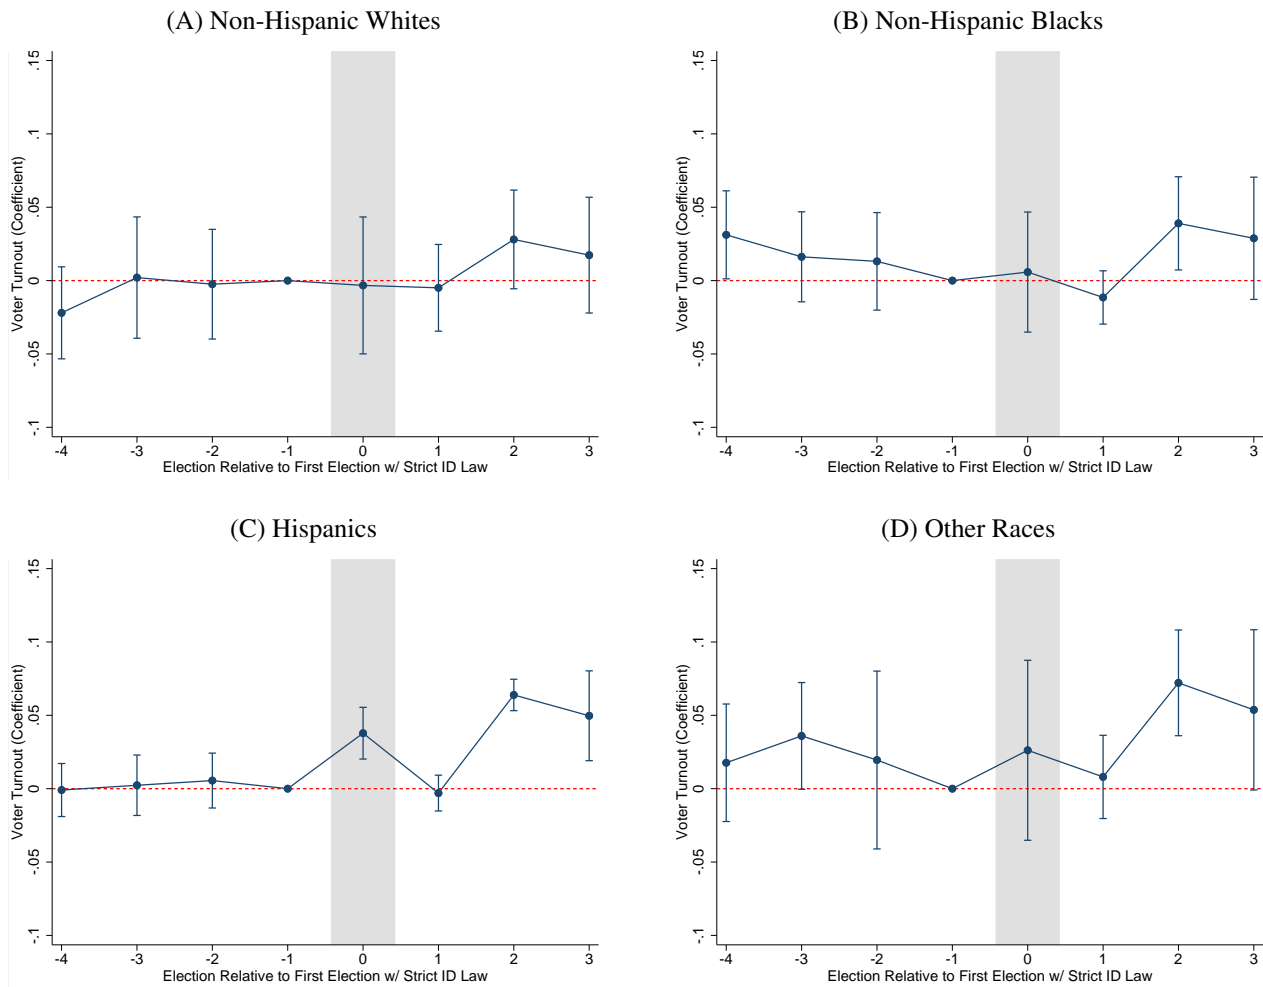 (A) Non-Hispanic Whites
Voter Turnout (Coefficient)
.15
.1
.05
0
-.05
-.1
-4 -3 -2 -1 0 1 2 3
Election Relative to First Election w/ Strict ID Law
(B) Non-Hispanic Blacks
Voter Turnout (Coefficient)
.15
.1
.05
0
-.05
-.1
-4 -3 -2 -1 0 1 2 3
Election Relative to First Election w/ Strict ID Law
(C) Hispanics
Voter Turnout (Coefficient)
.15
.1
.05
0
-.05
-.1
-4 -3 -2 -1 0 1 2 3
Election Relative to First Election w/ Strict ID Law
(D) Other Races
Voter Turnout (Coefficient)
.15
.1
.05
0
-.05
-.1
-4 -3 -2 -1 0 1 2 3
Election Relative to First Election w/ Strict ID Law